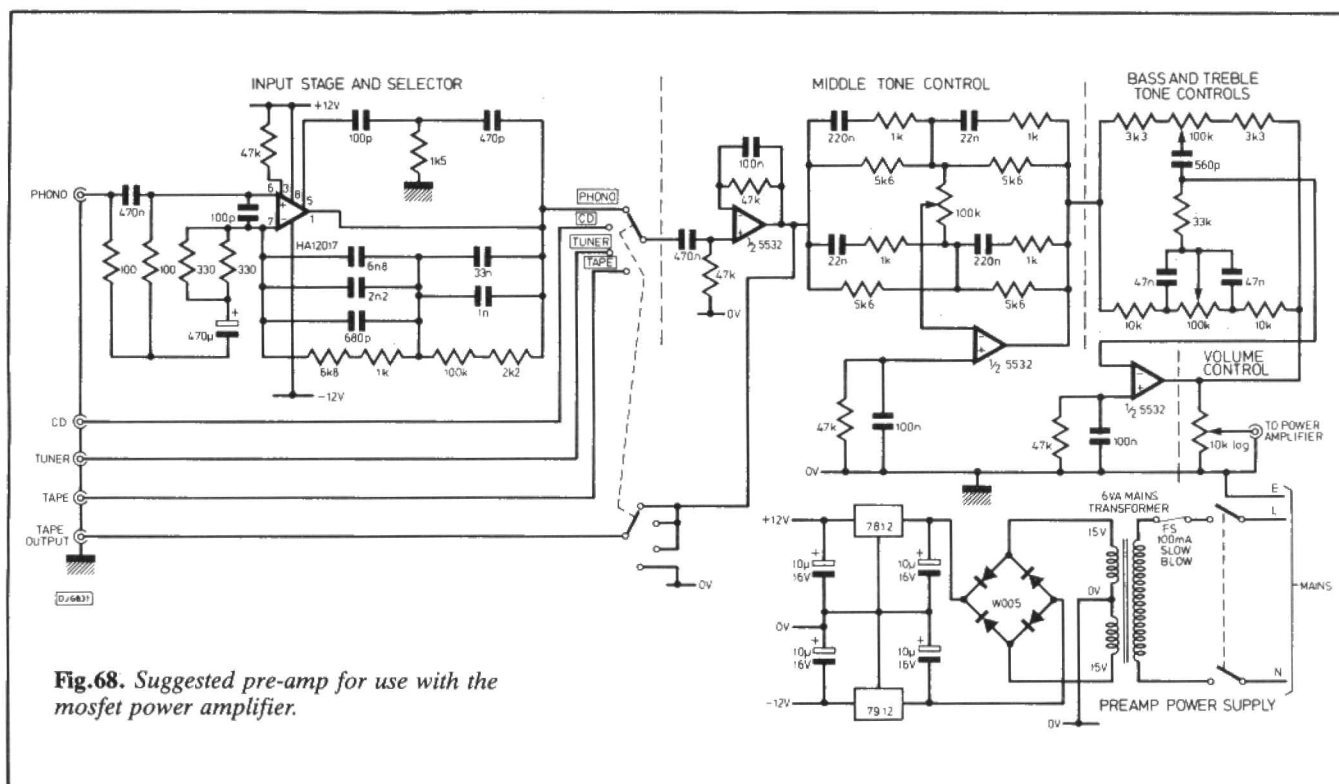 INPUT STAGE AND SELECTOR
MIDDLE TONE CONTROL
BASS AND TREBLE
TONE CONTROLS
+12V
47k
100p
470p
1k5
PHONO
470n
100p
6
3
8
5
7
1
+
−
HA12017
100
100
330
330
+
470µ
6n8
2n2
680p
33n
1n
6k8
1k
100k
2k2
−12V
PHONO
CD
TUNER
TAPE
CD
TUNER
TAPE
TAPE
OUTPUT
0V
470n
47k
0V
100n
47k
−
+
½ 5532
220n
1k
22n
1k
5k6
5k6
100k
22n
1k
220n
1k
5k6
5k6
−
+
½ 5532
47k
100n
0V
3k3
100k
3k3
560p
33k
47n
47n
10k
100k
10k
−
+
½ 5532
47k
100n
VOLUME
CONTROL
10k log
TO POWER
AMPLIFIER
E
L
N
MAINS
6VA MAINS
TRANSFORMER
FS
100mA
SLOW
BLOW
15V
0V
15V
0V
W005
+12V
7812
+
10µ
16V
+
10µ
16V
0V
+
10µ
16V
+
10µ
16V
−12V
7912
PREAMP POWER SUPPLY
Fig.68. Suggested pre-amp for use with the
mosfet power amplifier.